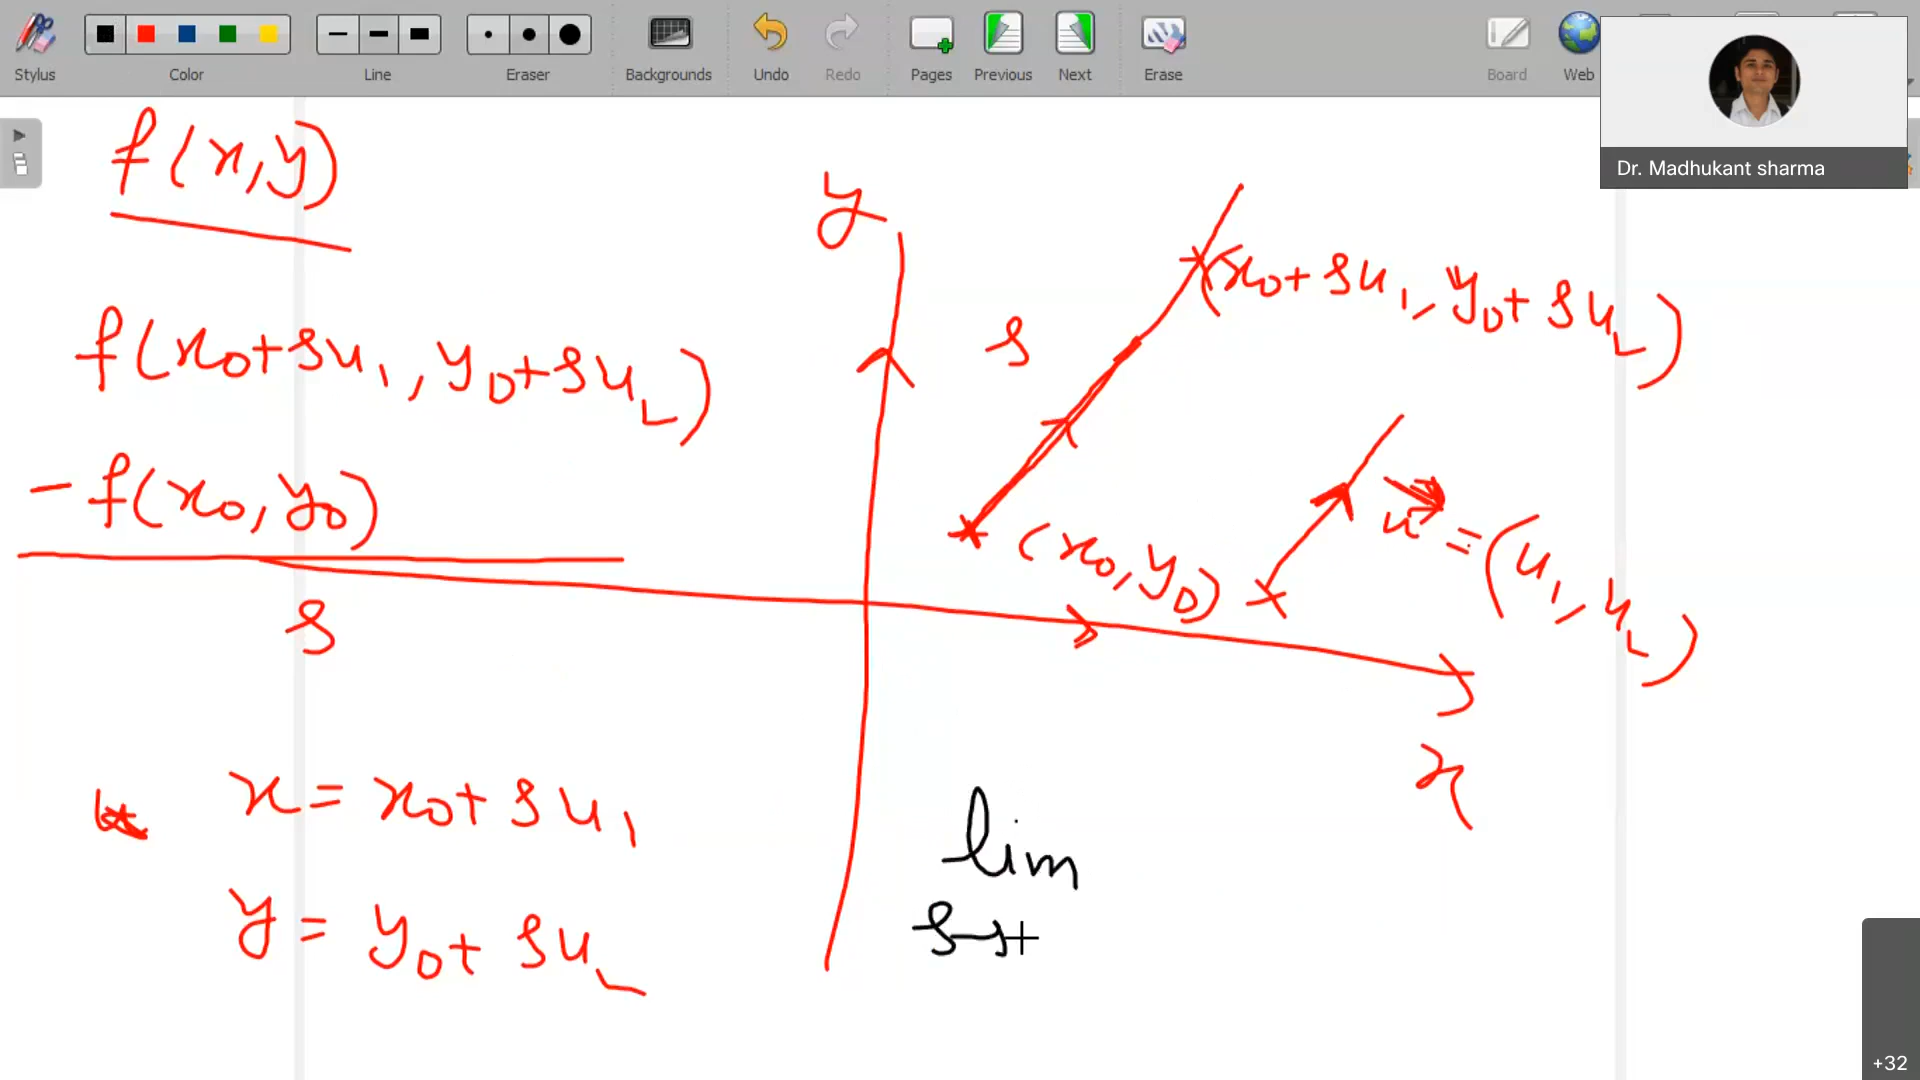 Stylus Color Line Eraser Backgrounds Undo Redo Pages Previous Next Erase Board Web
Dr. Madhukant sharma
f(x,y)
y
(x₀+su₁, y₀+su₂)
s
f(x₀+su₁, y₀+su₂)
-f(x₀,y₀)
s
(x₀,y₀)
u⃗ = (u₁, u₂)
x
x = x₀+su₁
y = y₀+su₂
lim
s→
+32